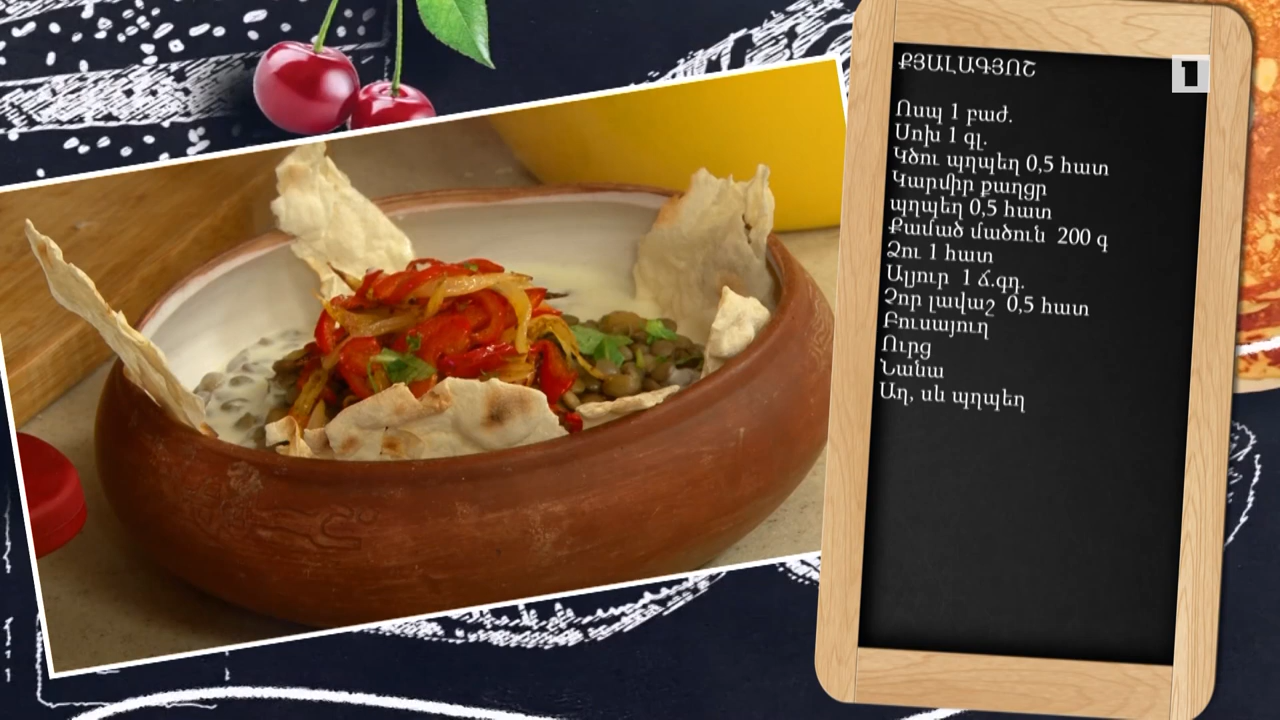 ՔՅԱԼԱԳՅՈՇ
1
Ոսպ 1 բաժ.
Սոխ 1 գլ.
Կծու պղպեղ 0,5 հատ
Կարմիր քաղցր
պղպեղ 0,5 հատ
Քամած մածուն 200 գ
Ձու 1 հատ
Ալյուր 1 ճ.գդ.
Չոր լավաշ 0,5 հատ
Բուսայուղ
Ուրց
Նանա
Աղ, սև պղպեղ